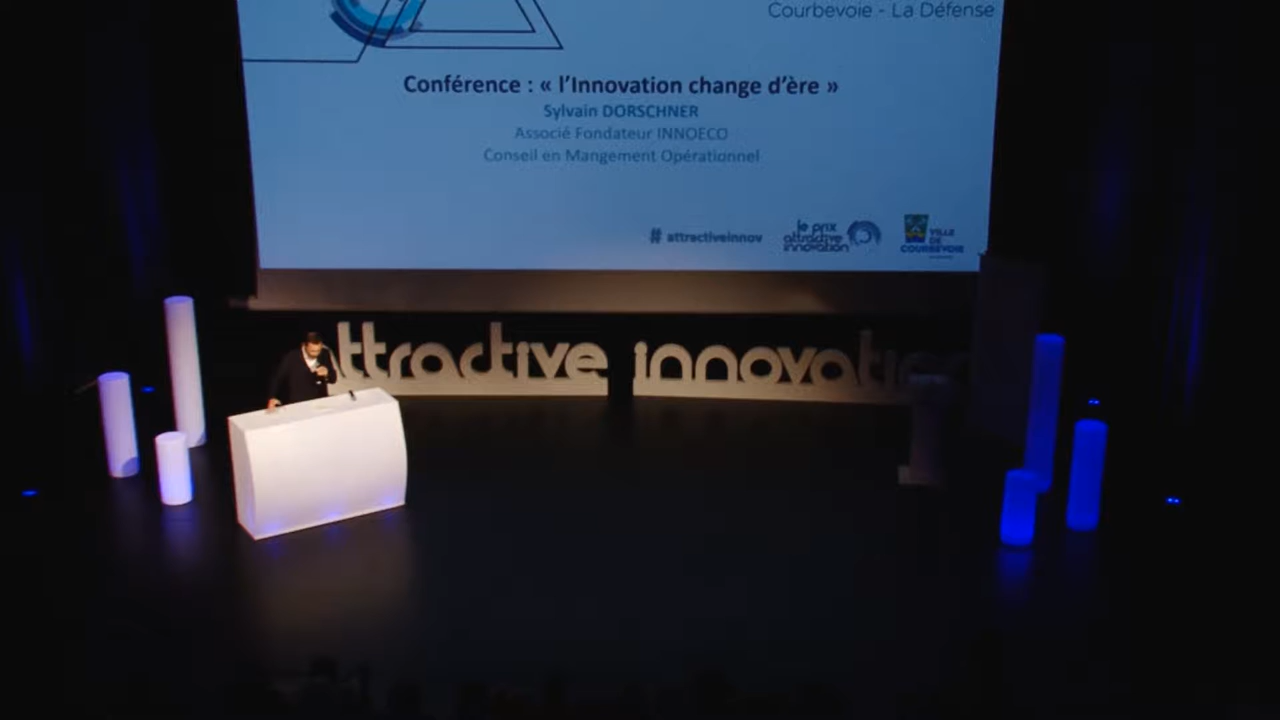 Courbevoie - La Défense
Conférence : « l’Innovation change d’ère »
Sylvain DORSCHNER
Associé Fondateur INNOECO
Conseil en Mangement Opérationnel
# attractiveinnov
le prix
attractive
innovation
VILLE
DE
COURBEVOIE
attractive innovation